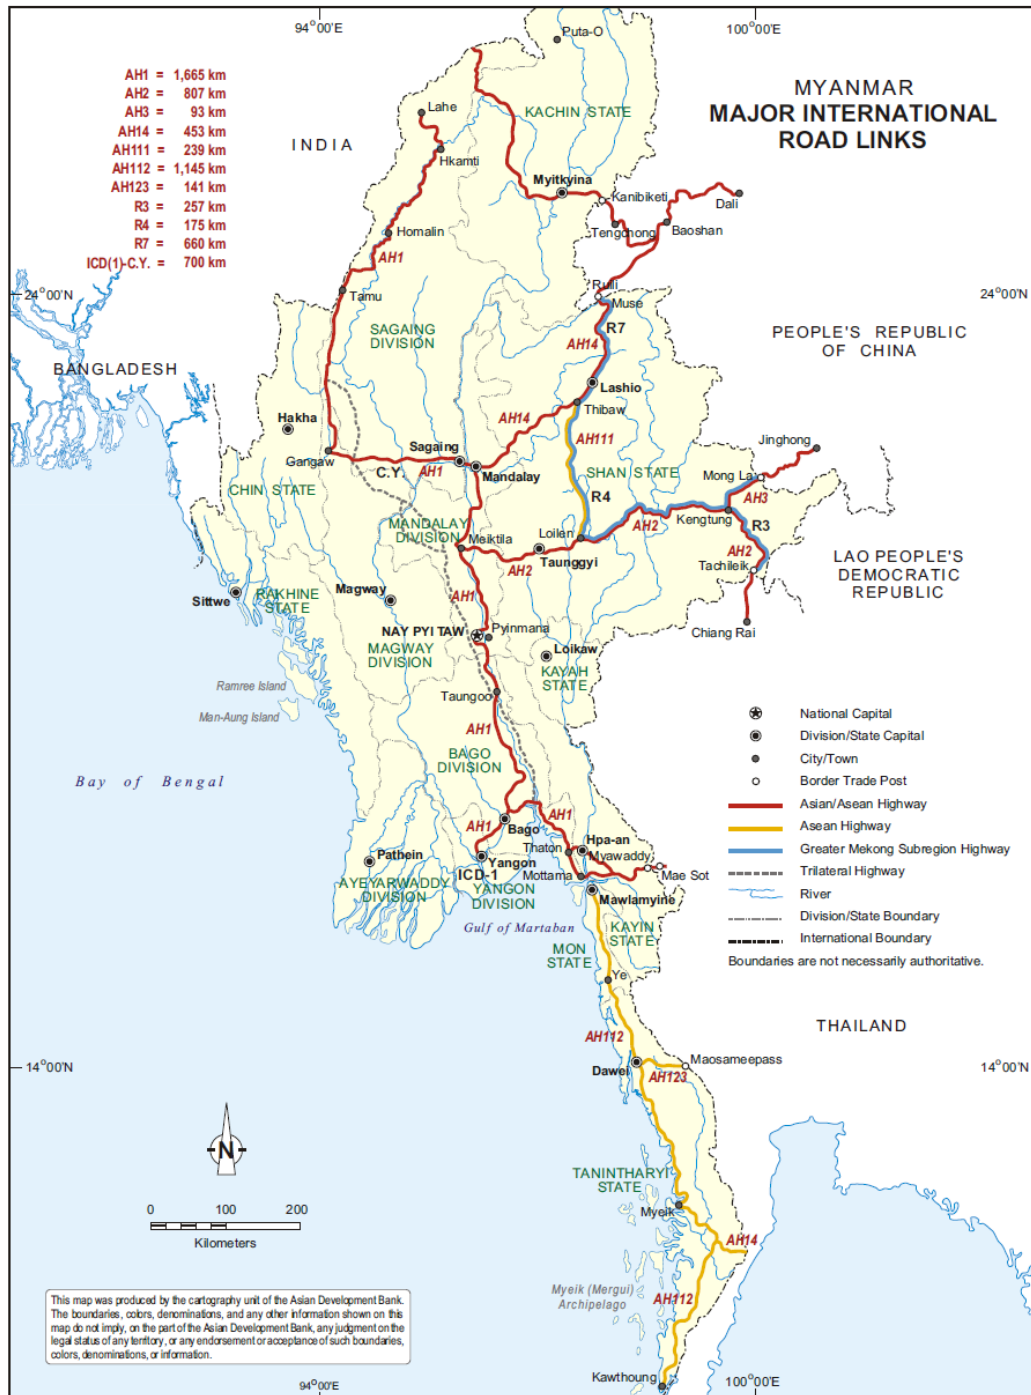 94°00'E
100°00'E
Puta-O
MYANMAR
MAJOR INTERNATIONAL
ROAD LINKS
AH1 = 1,665 km
AH2 = 807 km
AH3 = 93 km
AH14 = 453 km
AH111 = 239 km
AH112 = 1,145 km
AH123 = 141 km
R3 = 257 km
R4 = 175 km
R7 = 660 km
ICD(1)-C.Y. = 700 km
Lahe
KACHIN STATE
INDIA
Hkamti
Myitkyina
Kanibiketi
Dali
Tengchong
Baoshan
Homalin
AH1
Tamu
Rulli
Muse
24°00'N
24°00'N
SAGAING
DIVISION
R7
AH14
PEOPLE'S REPUBLIC
OF CHINA
BANGLADESH
Lashio
Thibaw
AH14
Hakha
AH111
Jinghong
Gangaw
Sagaing
C.Y.
AH1
Mandalay
SHAN STATE
Mong La
CHIN STATE
R4
AH3
Kengtung
R3
AH2
MANDALAY
DIVISION
Meiktila
Loilen
AH2
Taunggyi
AH2
Tachileik
LAO PEOPLE'S
DEMOCRATIC
REPUBLIC
Sittwe
RAKHINE
STATE
Magway
AH1
Chiang Rai
NAY PYI TAW
Pyinmana
MAGWAY
DIVISION
Loikaw
KAYAH
STATE
Ramree Island
Man-Aung Island
Taungoo
AH1
BAGO
DIVISION
Bay of Bengal
National Capital
Division/State Capital
City/Town
Border Trade Post
Asian/Asean Highway
Asean Highway
Greater Mekong Subregion Highway
Trilateral Highway
River
Division/State Boundary
International Boundary
Boundaries are not necessarily authoritative.
AH1
AH1
Bago
Hpa-an
Thaton
Myawaddy
Mae Sot
Pathein
Yangon
ICD-1
Mottama
AYEYARWADDY
DIVISION
YANGON
DIVISION
Mawlamyine
Gulf of Martaban
KAYIN
STATE
MON
STATE
Ye
THAILAND
AH112
14°00'N
14°00'N
Dawei
Maosameepass
AH123
N
TANINTHARYI
STATE
Myeik
0 100 200
Kilometers
AH14
Myeik (Mergui)
Archipelago
AH112
This map was produced by the cartography unit of the Asian Development Bank.
The boundaries, colors, denominations, and any other information shown on this
map do not imply, on the part of the Asian Development Bank, any judgment on the
legal status of any territory, or any endorsement or acceptance of such boundaries,
colors, denominations, or information.
Kawthoung
94°00'E
100°00'E